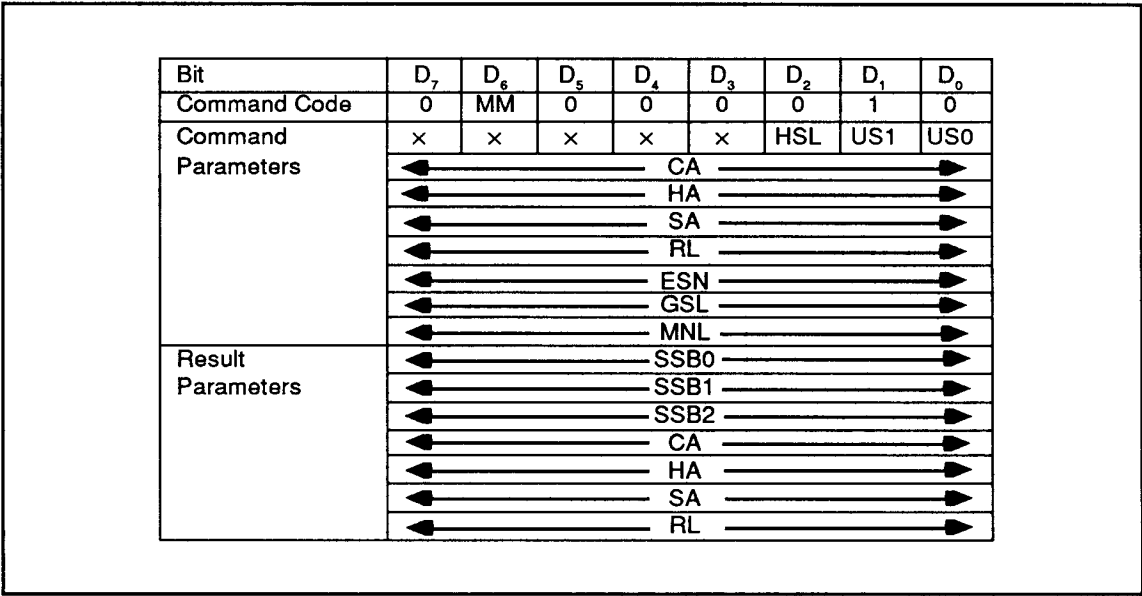 Bit D₇ D₆ D₅ D₄ D₃ D₂ D₁ D₀
Command Code 0 MM 0 0 0 0 1 0
Command × × × × × HSL US1 US0
Parameters CA
HA
SA
RL
ESN
GSL
MNL
Result SSB0
Parameters SSB1
SSB2
CA
HA
SA
RL